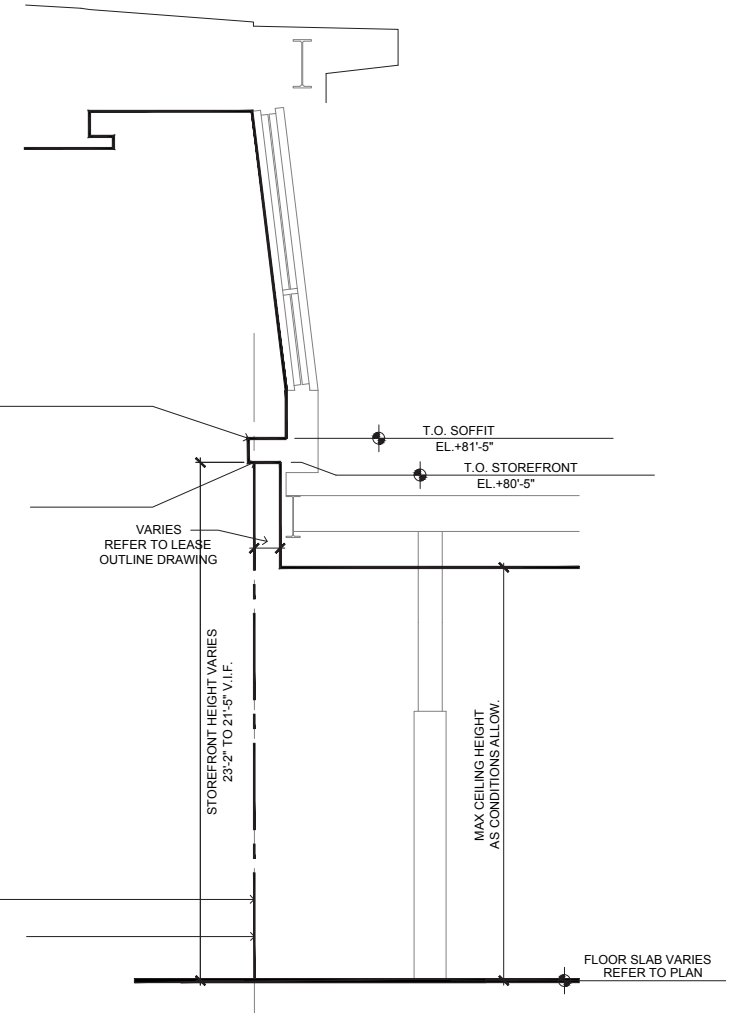 T.O. SOFFIT
EL.+81'-5"
T.O. STOREFRONT
EL.+80'-5"
VARIES
REFER TO LEASE
OUTLINE DRAWING
STOREFRONT HEIGHT VARIES
23'-2" TO 21'-5" V.I.F.
MAX CEILING HEIGHT
AS CONDITIONS ALLOW.
FLOOR SLAB VARIES
REFER TO PLAN